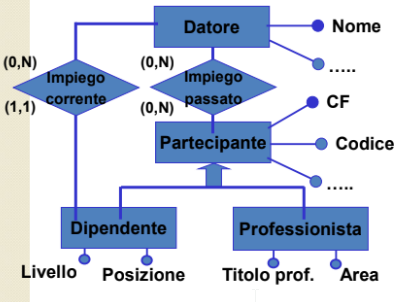 Datore
Nome
.....
(0,N)
(0,N)
Impiego
corrente
Impiego
passato
(1,1)
(0,N)
CF
Partecipante
Codice
.....
Dipendente
Professionista
Livello
Posizione
Titolo prof.
Area